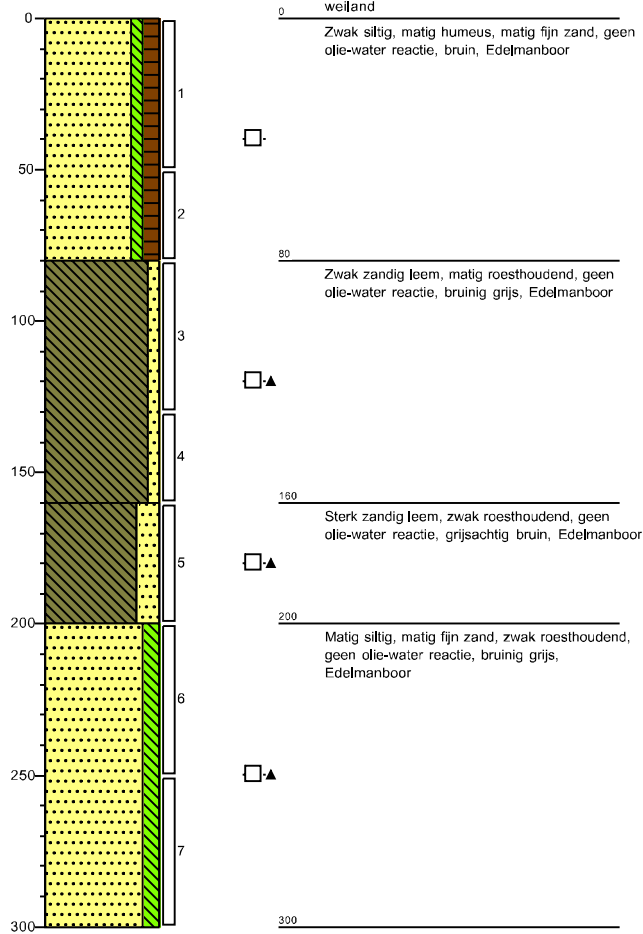 weiland
0
0
Zwak siltig, matig humeus, matig fijn zand, geen
olie-water reactie, bruin, Edelmanboor
1
50
2
80
Zwak zandig leem, matig roesthoudend, geen
olie-water reactie, bruinig grijs, Edelmanboor
100
3
4
150
160
Sterk zandig leem, zwak roesthoudend, geen
olie-water reactie, grijsachtig bruin, Edelmanboor
5
200
200
Matig siltig, matig fijn zand, zwak roesthoudend,
geen olie-water reactie, bruinig grijs,
Edelmanboor
6
250
7
300
300